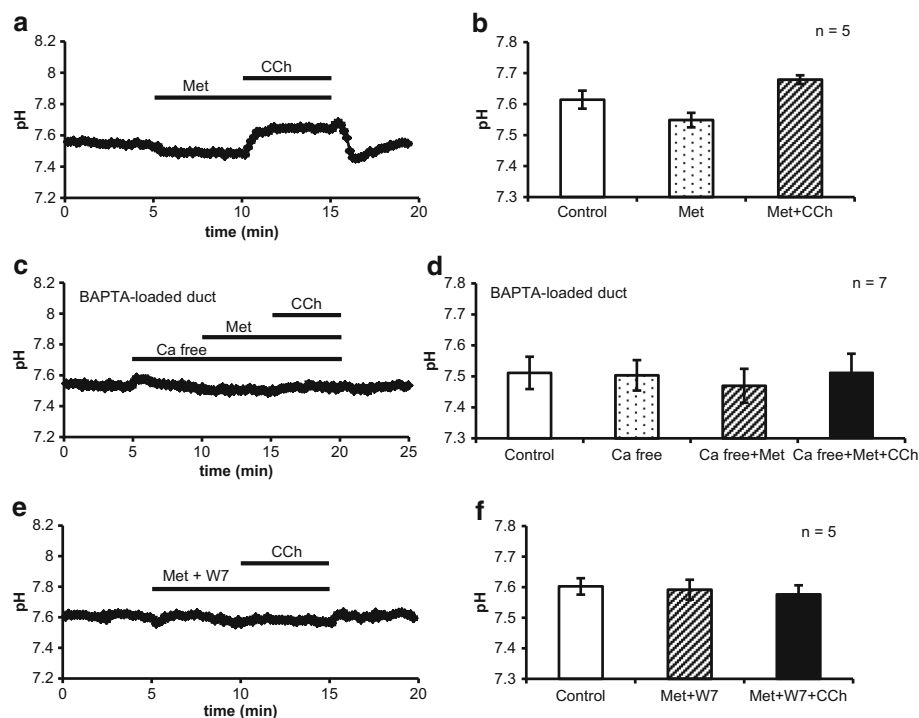 a
8.2
8
7.8
7.6
7.4
7.2
pH
CCh
Met
0 5 10 15 20
time (min)
b
n = 5
7.8
7.7
7.6
7.5
7.4
7.3
pH
Control Met Met+CCh
c
8.2
8
7.8
7.6
7.4
7.2
pH
BAPTA-loaded duct
CCh
Met
Ca free
0 5 10 15 20 25
time (min)
d
BAPTA-loaded duct
n = 7
7.8
7.7
7.6
7.5
7.4
7.3
pH
Control Ca free Ca free+Met Ca free+Met+CCh
e
8.2
8
7.8
7.6
7.4
7.2
pH
CCh
Met + W7
0 5 10 15 20
time (min)
f
n = 5
7.8
7.7
7.6
7.5
7.4
7.3
pH
Control Met+W7 Met+W7+CCh